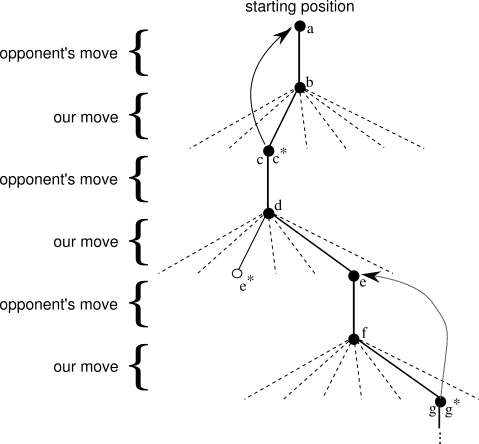 starting position
a
opponent's move {
b
our move {
c c*
opponent's move {
d
our move {
e*
e
opponent's move {
f
our move {
g g*
⋮